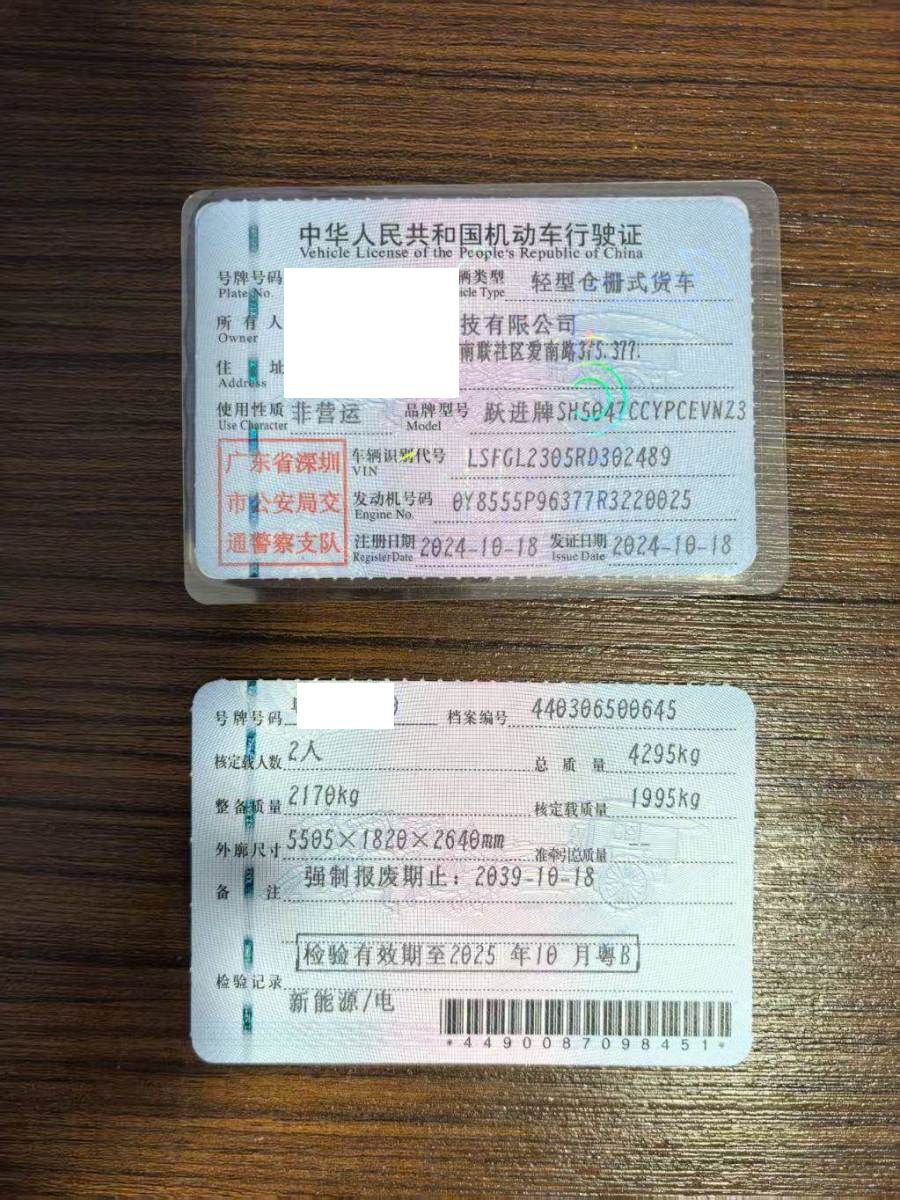 中华人民共和国机动车行驶证
Vehicle License of the People's Republic of China
号牌号码 车辆类型 轻型仓栅式货车
Plate No. Vehicle Type
所有人 技有限公司
Owner
南联社区爱南路375.377.
住址
Address
使用性质 非营运 品牌型号 跃进牌SH5047CCYPCEVNZ3
Use Character Model
广东省深圳
市公安局交
通警察支队
车辆识别代号 LSFGL2305RD302489
VIN
发动机号码 0Y8555P96377R3220025
Engine No.
注册日期 2024-10-18 发证日期 2024-10-18
Register Date Issue Date
号牌号码 档案编号 440306500645
核定载人数 2人 总质量 4295kg
整备质量 2170kg 核定载质量 1995kg
外廓尺寸 5505×1820×2640mm 准牵引总质量 --
备注 强制报废期止：2039-10-18
检验有效期至2025 年10 月粤B
检验记录
新能源/电
*4490087098451*